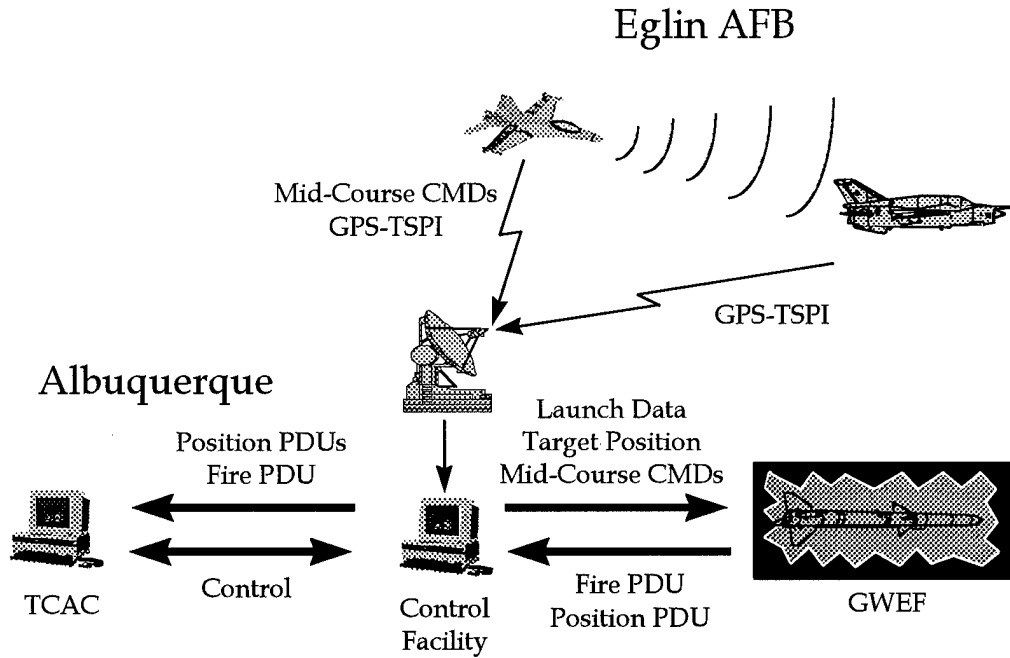 Eglin AFB
Mid-Course CMDs
GPS-TSPI
GPS-TSPI
Albuquerque
Position PDUs
Fire PDU
Launch Data
Target Position
Mid-Course CMDs
Control
Fire PDU
Position PDU
TCAC
Control
Facility
GWEF